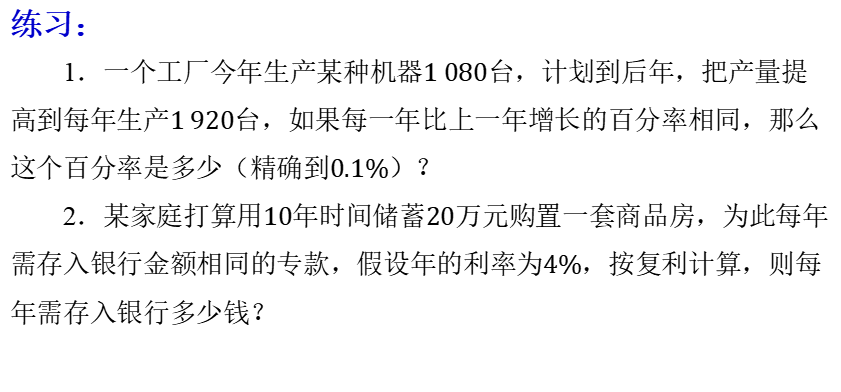 练习：
1．一个工厂今年生产某种机器1 080台，计划到后年，把产量提
高到每年生产1 920台，如果每一年比上一年增长的百分率相同，那么
这个百分率是多少（精确到0.1%）？
2．某家庭打算用10年时间储蓄20万元购置一套商品房，为此每年
需存入银行金额相同的专款，假设年的利率为4%，按复利计算，则每
年需存入银行多少钱？